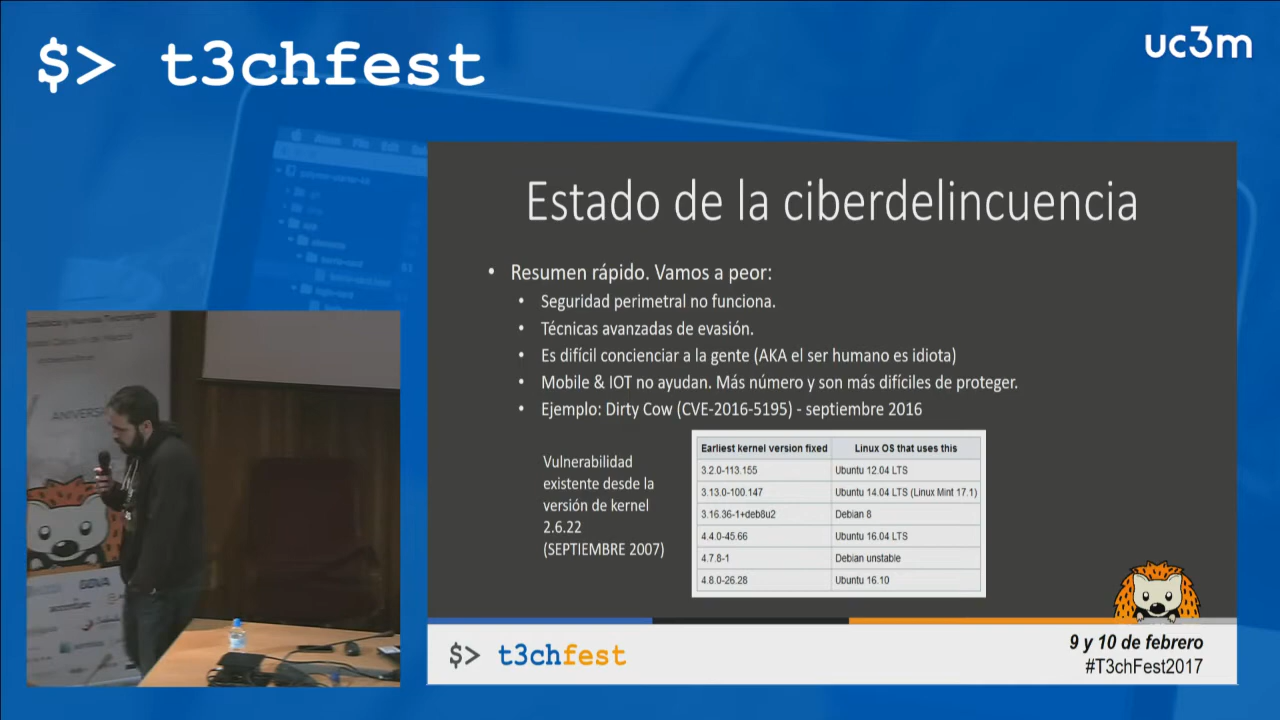 $> t3chfest
uc3m
Estado de la ciberdelincuencia
• Resumen rápido. Vamos a peor:
• Seguridad perimetral no funciona.
• Técnicas avanzadas de evasión.
• Es difícil concienciar a la gente (AKA el ser humano es idiota)
• Mobile & IOT no ayudan. Más número y son más difíciles de proteger.
• Ejemplo: Dirty Cow (CVE-2016-5195) - septiembre 2016
Vulnerabilidad
existente desde la
versión de kernel
2.6.22
(SEPTIEMBRE 2007)
Earliest kernel version fixed Linux OS that uses this
3.2.0-113.155 Ubuntu 12.04 LTS
3.13.0-100.147 Ubuntu 14.04 LTS (Linux Mint 17.1)
3.16.36-1+deb8u2 Debian 8
4.4.0-45.66 Ubuntu 16.04 LTS
4.7.8-1 Debian unstable
4.8.0-26.28 Ubuntu 16.10
$> t3chfest
9 y 10 de febrero
#T3chFest2017
BBVA
accenture